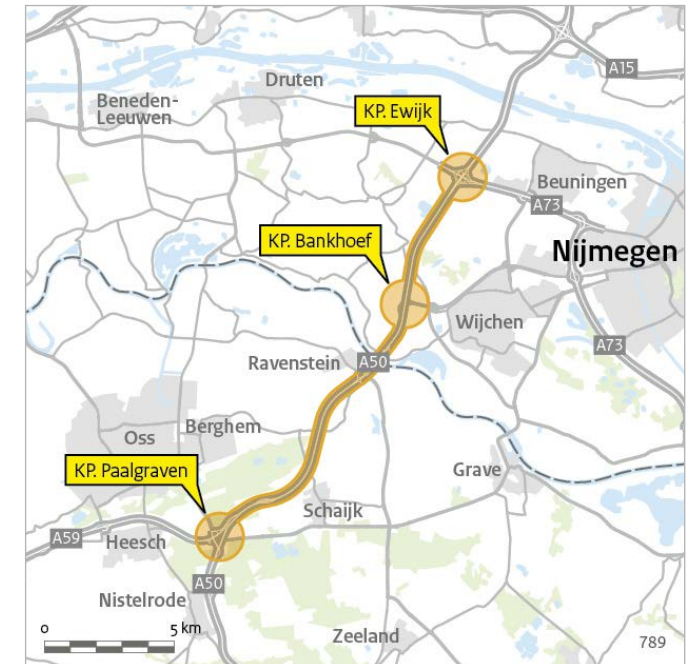 A15
Druten
Beneden-
Leeuwen
KP. Ewijk
Beuningen
A73
KP. Bankhoef
Nijmegen
Wijchen
A73
Ravenstein
A50
Berghem
Oss
KP. Paalgraven
Grave
Schaijk
A59
Heesch
A50
Nistelrode
0
5 km
Zeeland
789